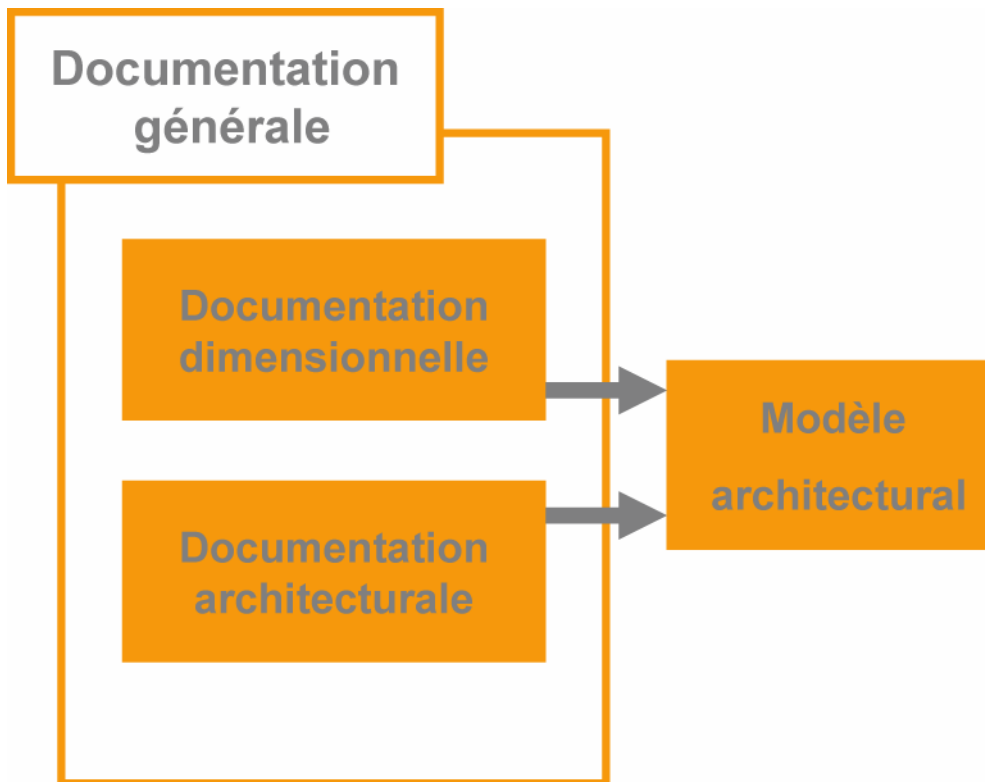 Documentation
générale
Documentation
dimensionnelle
Modèle
architectural
Documentation
architecturale